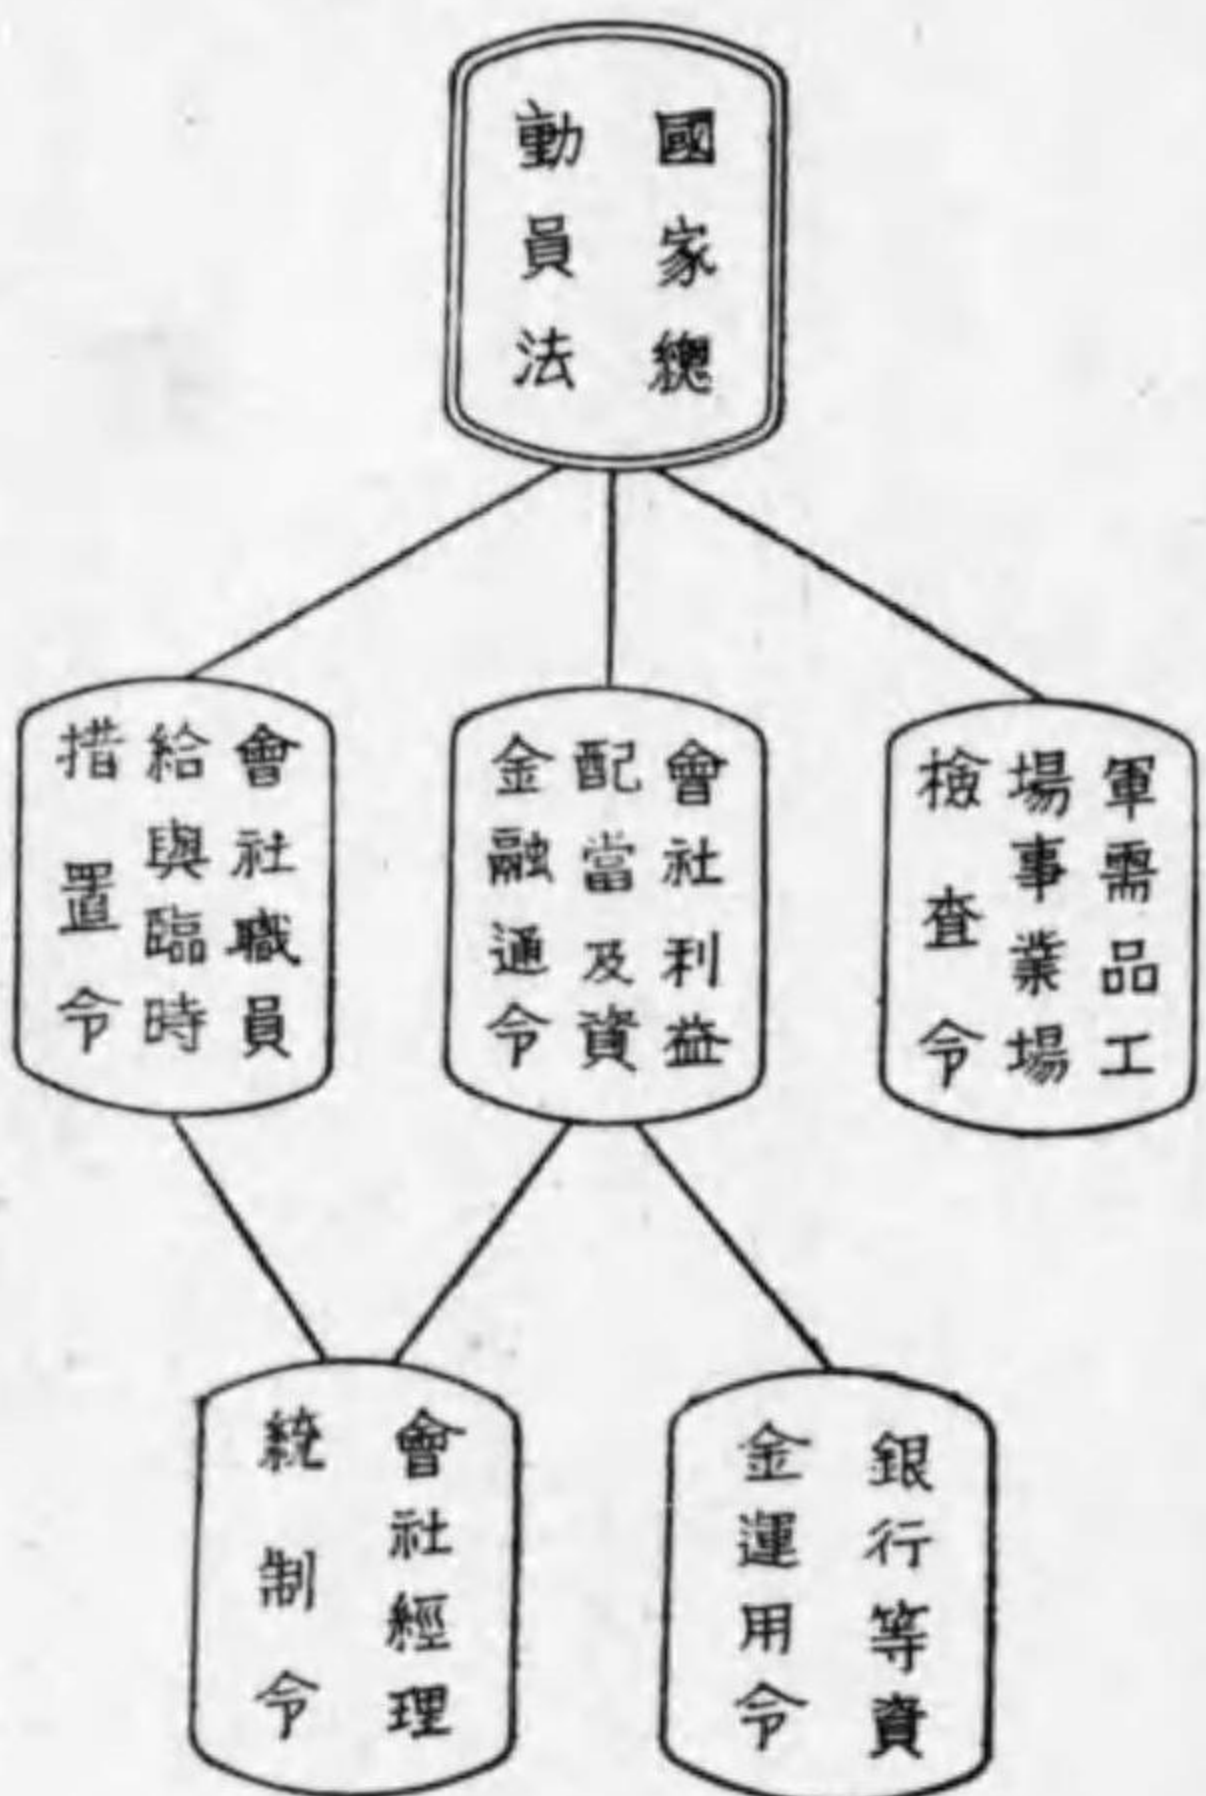 國家總
動員法
軍需品工
場事業場
檢査令
會社利益
配當及資
金融通令
會社職員
給與臨時
措置令
銀行等資
金運用令
會社經理
統制令